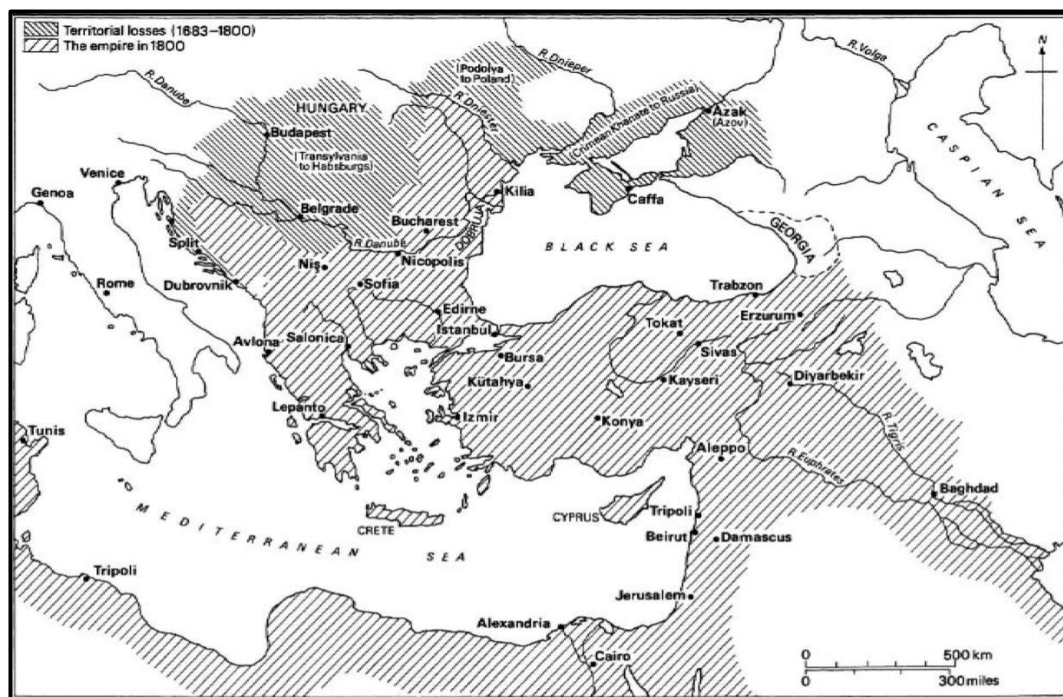 Territorial losses (1683–1800)
The empire in 1800
N
R.Danube
HUNGARY
Budapest
(Transylvania
to Habsburgs)
(Podolya
to Poland)
R.Dnieper
R.Dniester
R.Volga
(Crimean Khanate to Russia)
Azak
(Azov)
CASPIAN SEA
Venice
Genoa
Belgrade
Bucharest
Kilia
DOBRUJA
Caffa
Split
R.Danube
Nicopolis
BLACK SEA
GEORGIA
Rome
Dubrovnik
Niş
Sofia
Trabzon
Edirne
Istanbul
Tokat
Erzurum
Avlona
Salonica
Bursa
Sivas
Kütahya
Kayseri
Diyarbekir
Lepanto
Izmir
Konya
R.Tigris
Tunis
Aleppo
R.Euphrates
Baghdad
MEDITERRANEAN SEA
CRETE
CYPRUS
Tripoli
Beirut
Damascus
Tripoli
Jerusalem
Alexandria
Cairo
0 500 km
0 300 miles